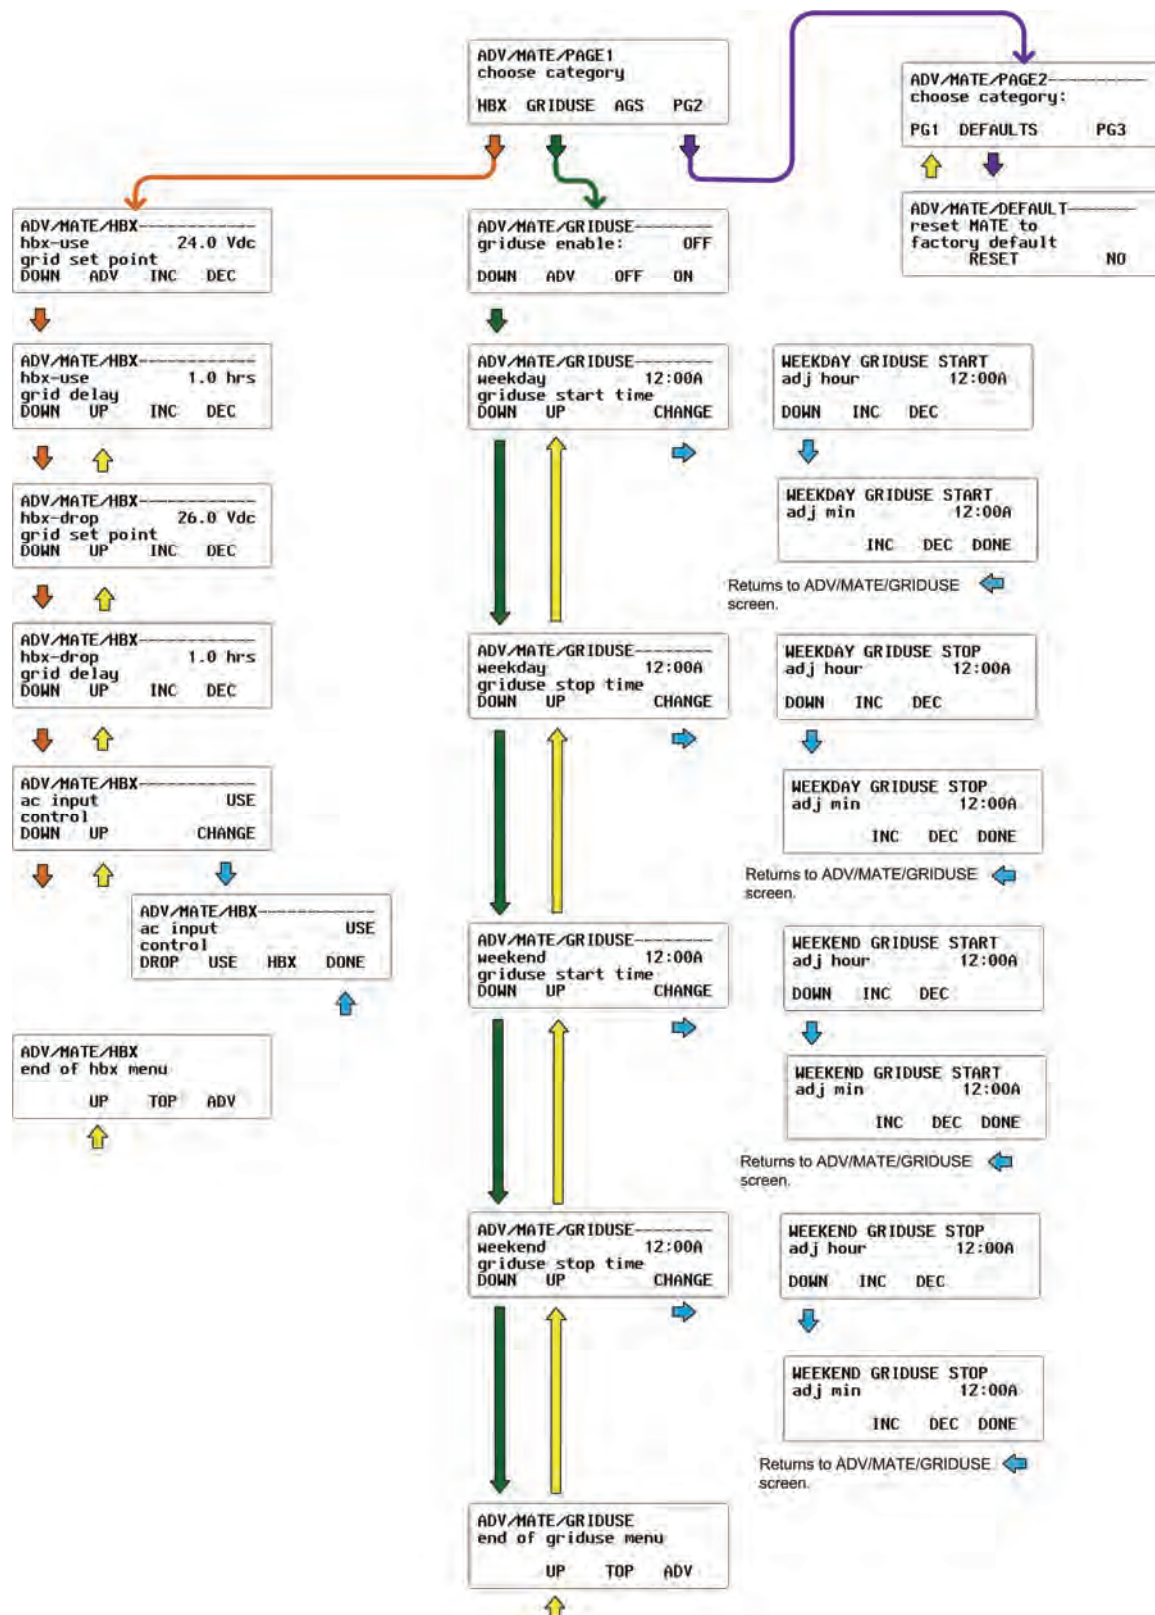 ADV/MATE/PAGE1
choose category
HBX GRIDUSE AGS PG2
ADV/MATE/PAGE2-----------
choose category:
PG1 DEFAULTS PG3
ADV/MATE/DEFAULT-------
reset MATE to
factory default
RESET NO
ADV/MATE/HBX------------
hbx-use 24.0 Vdc
grid set point
DOWN ADV INC DEC
ADV/MATE/HBX------------
hbx-use 1.0 hrs
grid delay
DOWN UP INC DEC
ADV/MATE/HBX------------
hbx-drop 26.0 Vdc
grid set point
DOWN UP INC DEC
ADV/MATE/HBX------------
hbx-drop 1.0 hrs
grid delay
DOWN UP INC DEC
ADV/MATE/HBX------------
ac input USE
control
DOWN UP CHANGE
ADV/MATE/HBX------------
ac input USE
control
DROP USE HBX DONE
ADV/MATE/HBX
end of hbx menu
UP TOP ADV
ADV/MATE/GRIDUSE--------
griduse enable: OFF
DOWN ADV OFF ON
ADV/MATE/GRIDUSE--------
weekday 12:00A
griduse start time
DOWN UP CHANGE
WEEKDAY GRIDUSE START
adj hour 12:00A
DOWN INC DEC
WEEKDAY GRIDUSE START
adj min 12:00A
INC DEC DONE
Returns to ADV/MATE/GRIDUSE
screen.
ADV/MATE/GRIDUSE--------
weekday 12:00A
griduse stop time
DOWN UP CHANGE
WEEKDAY GRIDUSE STOP
adj hour 12:00A
DOWN INC DEC
WEEKDAY GRIDUSE STOP
adj min 12:00A
INC DEC DONE
Returns to ADV/MATE/GRIDUSE
screen.
ADV/MATE/GRIDUSE--------
weekend 12:00A
griduse start time
DOWN UP CHANGE
WEEKEND GRIDUSE START
adj hour 12:00A
DOWN INC DEC
WEEKEND GRIDUSE START
adj min 12:00A
INC DEC DONE
Returns to ADV/MATE/GRIDUSE
screen.
ADV/MATE/GRIDUSE--------
weekend 12:00A
griduse stop time
DOWN UP CHANGE
WEEKEND GRIDUSE STOP
adj hour 12:00A
DOWN INC DEC
WEEKEND GRIDUSE STOP
adj min 12:00A
INC DEC DONE
Returns to ADV/MATE/GRIDUSE
screen.
ADV/MATE/GRIDUSE
end of griduse menu
UP TOP ADV